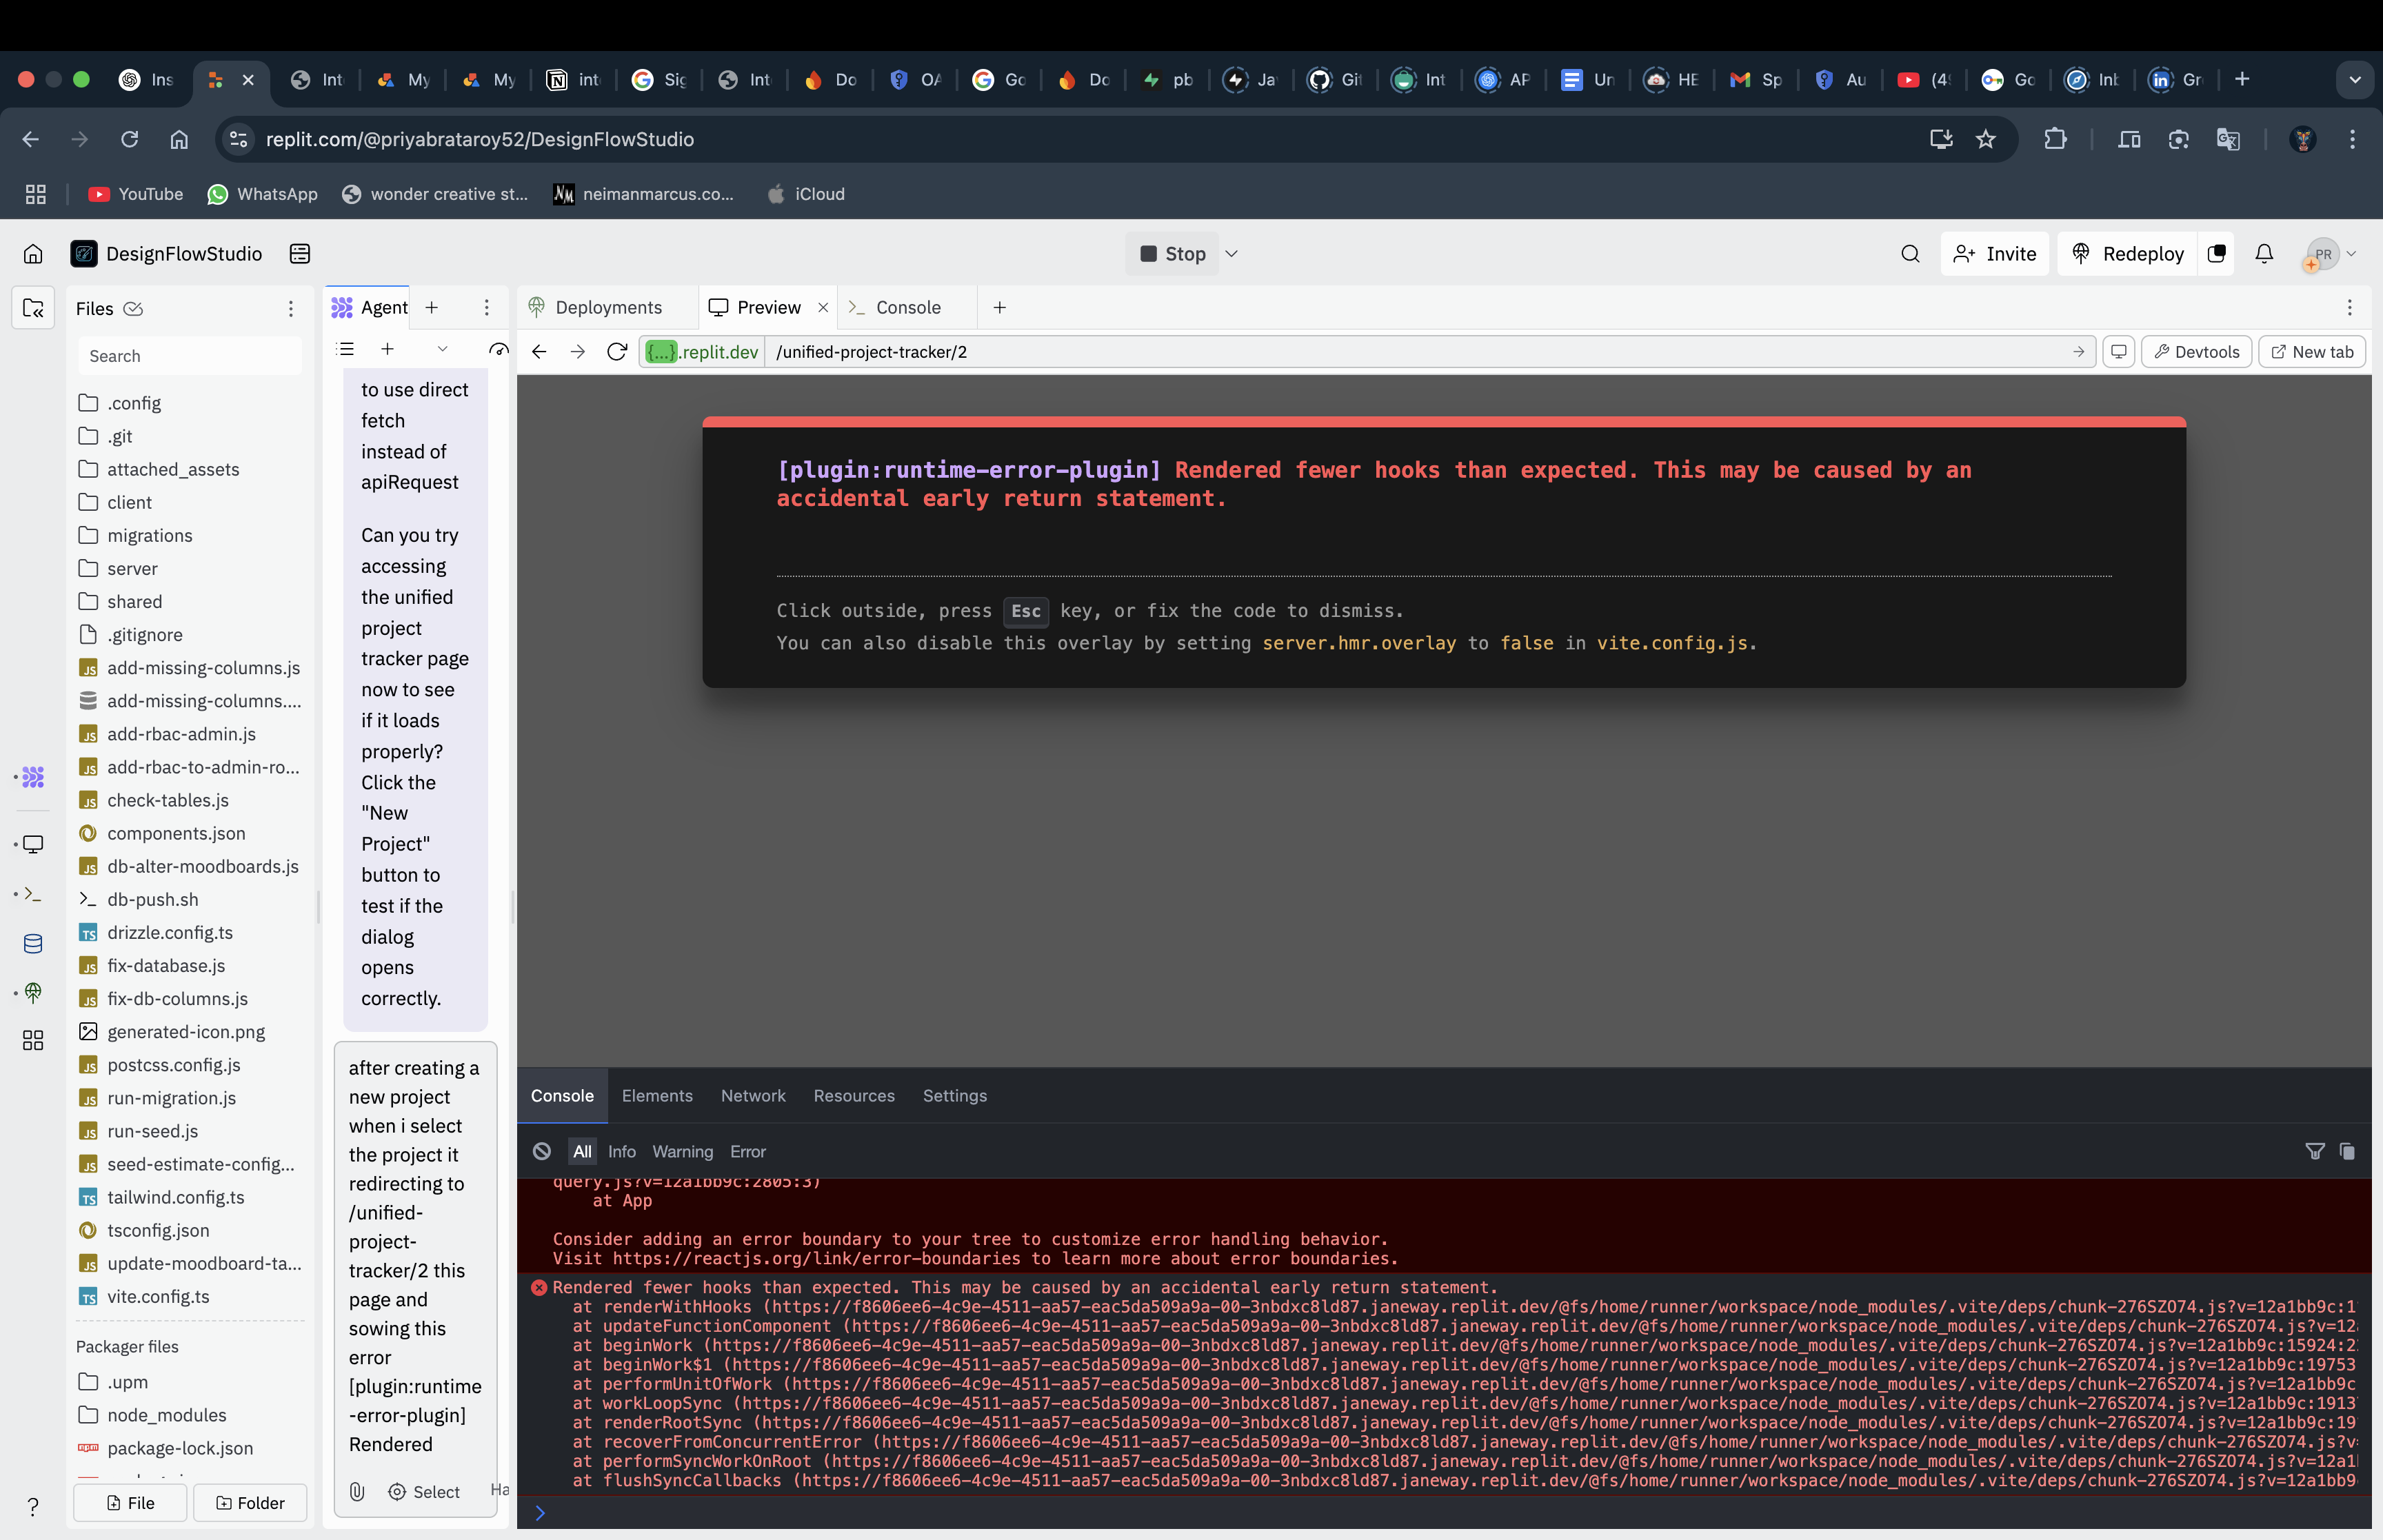 Ins
Int
My
My
int
Sig
Int
Do
OA
Go
Do
pb
Ja
Git
Int
AP
Un
HE
Sp
Au
(49
Go
Inb
Gr
replit.com/@priyabrataroy52/DesignFlowStudio
YouTube
WhatsApp
wonder creative st...
neimanmarcus.co...
iCloud
DesignFlowStudio
Stop
Invite
Redeploy
PR
Files
Agent
Deployments
Preview
Console
Search
{...}.replit.dev
/unified-project-tracker/2
Devtools
New tab
.config
.git
attached_assets
client
migrations
server
shared
.gitignore
add-missing-columns.js
add-missing-columns....
add-rbac-admin.js
add-rbac-to-admin-ro...
check-tables.js
components.json
db-alter-moodboards.js
db-push.sh
drizzle.config.ts
fix-database.js
fix-db-columns.js
generated-icon.png
postcss.config.js
run-migration.js
run-seed.js
seed-estimate-config...
tailwind.config.ts
tsconfig.json
update-moodboard-ta...
vite.config.ts
Packager files
.upm
node_modules
package-lock.json
File
Folder
to use direct
fetch
instead of
apiRequest
Can you try
accessing
the unified
project
tracker page
now to see
if it loads
properly?
Click the
"New
Project"
button to
test if the
dialog
opens
correctly.
after creating a
new project
when i select
the project it
redirecting to
/unified-
project-
tracker/2 this
page and
sowing this
error
[plugin:runtime
-error-plugin]
Rendered
Select
Ha
[plugin:runtime-error-plugin] Rendered fewer hooks than expected. This may be caused by an
accidental early return statement.
Click outside, press Esc key, or fix the code to dismiss.
You can also disable this overlay by setting server.hmr.overlay to false in vite.config.js.
Console
Elements
Network
Resources
Settings
All
Info
Warning
Error
query.js?v=12a1bb9c:2805:3)
at App
Consider adding an error boundary to your tree to customize error handling behavior.
Visit https://reactjs.org/link/error-boundaries to learn more about error boundaries.
Rendered fewer hooks than expected. This may be caused by an accidental early return statement.
at renderWithHooks (https://f8606ee6-4c9e-4511-aa57-eac5da509a9a-00-3nbdxc8ld87.janeway.replit.dev/@fs/home/runner/workspace/node_modules/.vite/deps/chunk-276SZO74.js?v=12a1bb9c:1
at updateFunctionComponent (https://f8606ee6-4c9e-4511-aa57-eac5da509a9a-00-3nbdxc8ld87.janeway.replit.dev/@fs/home/runner/workspace/node_modules/.vite/deps/chunk-276SZO74.js?v=12
at beginWork (https://f8606ee6-4c9e-4511-aa57-eac5da509a9a-00-3nbdxc8ld87.janeway.replit.dev/@fs/home/runner/workspace/node_modules/.vite/deps/chunk-276SZO74.js?v=12a1bb9c:15924:2
at beginWork$1 (https://f8606ee6-4c9e-4511-aa57-eac5da509a9a-00-3nbdxc8ld87.janeway.replit.dev/@fs/home/runner/workspace/node_modules/.vite/deps/chunk-276SZO74.js?v=12a1bb9c:19753
at performUnitOfWork (https://f8606ee6-4c9e-4511-aa57-eac5da509a9a-00-3nbdxc8ld87.janeway.replit.dev/@fs/home/runner/workspace/node_modules/.vite/deps/chunk-276SZO74.js?v=12a1bb9c
at workLoopSync (https://f8606ee6-4c9e-4511-aa57-eac5da509a9a-00-3nbdxc8ld87.janeway.replit.dev/@fs/home/runner/workspace/node_modules/.vite/deps/chunk-276SZO74.js?v=12a1bb9c:1913
at renderRootSync (https://f8606ee6-4c9e-4511-aa57-eac5da509a9a-00-3nbdxc8ld87.janeway.replit.dev/@fs/home/runner/workspace/node_modules/.vite/deps/chunk-276SZO74.js?v=12a1bb9c:19
at recoverFromConcurrentError (https://f8606ee6-4c9e-4511-aa57-eac5da509a9a-00-3nbdxc8ld87.janeway.replit.dev/@fs/home/runner/workspace/node_modules/.vite/deps/chunk-276SZO74.js?v
at performSyncWorkOnRoot (https://f8606ee6-4c9e-4511-aa57-eac5da509a9a-00-3nbdxc8ld87.janeway.replit.dev/@fs/home/runner/workspace/node_modules/.vite/deps/chunk-276SZO74.js?v=12a1
at flushSyncCallbacks (https://f8606ee6-4c9e-4511-aa57-eac5da509a9a-00-3nbdxc8ld87.janeway.replit.dev/@fs/home/runner/workspace/node_modules/.vite/deps/chunk-276SZO74.js?v=12a1bb9